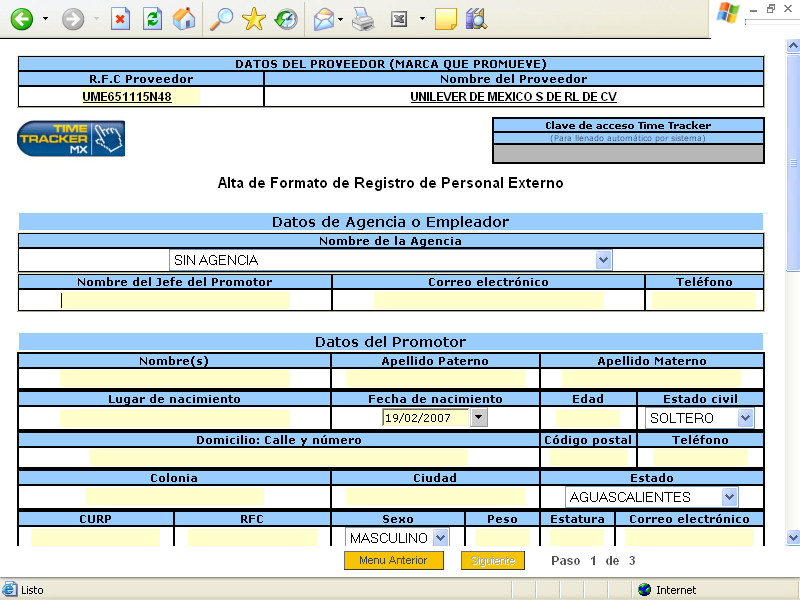 DATOS DEL PROVEEDOR (MARCA QUE PROMUEVE)
R.F.C Proveedor Nombre del Proveedor
UME651115N48 UNILEVER DE MEXICO S DE RL DE CV
TIME
TRACKER
MX
Clave de acceso Time Tracker
(Para llenado automático por sistema)
Alta de Formato de Registro de Personal Externo
Datos de Agencia o Empleador
Nombre de la Agencia
SIN AGENCIA
Nombre del Jefe del Promotor Correo electrónico Teléfono
Datos del Promotor
Nombre(s) Apellido Paterno Apellido Materno
Lugar de nacimiento Fecha de nacimiento Edad Estado civil
19/02/2007 SOLTERO
Domicilio: Calle y número Código postal Teléfono
Colonia Ciudad Estado
AGUASCALIENTES
CURP RFC Sexo Peso Estatura Correo electrónico
MASCULINO
Menu Anterior Siguiente Paso 1 de 3
Listo Internet